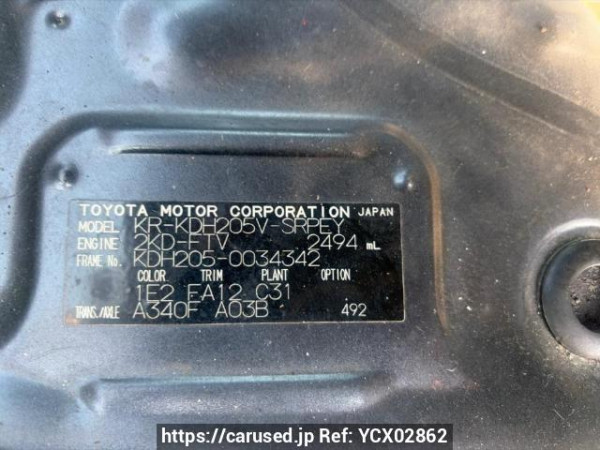 TOYOTA MOTOR CORPORATION JAPAN
MODEL KR-KDH205V-SRPEY
ENGINE 2KD-FTV 2494 mL
FRAME No. KDH205-0034342
COLOR TRIM PLANT OPTION
1E2 FA12 C31
TRANS./AXLE A340F A03B 492
https://carused.jp Ref: YCX02862